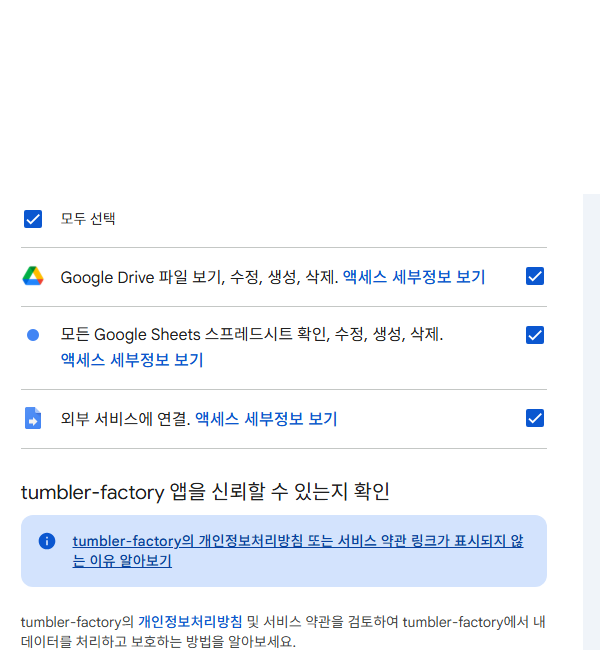 모두 선택
Google Drive 파일 보기, 수정, 생성, 삭제. 액세스 세부정보 보기
모든 Google Sheets 스프레드시트 확인, 수정, 생성, 삭제.
액세스 세부정보 보기
외부 서비스에 연결. 액세스 세부정보 보기
tumbler-factory 앱을 신뢰할 수 있는지 확인
tumbler-factory의 개인정보처리방침 또는 서비스 약관 링크가 표시되지 않
는 이유 알아보기
tumbler-factory의 개인정보처리방침 및 서비스 약관을 검토하여 tumbler-factory에서 내
데이터를 처리하고 보호하는 방법을 알아보세요.